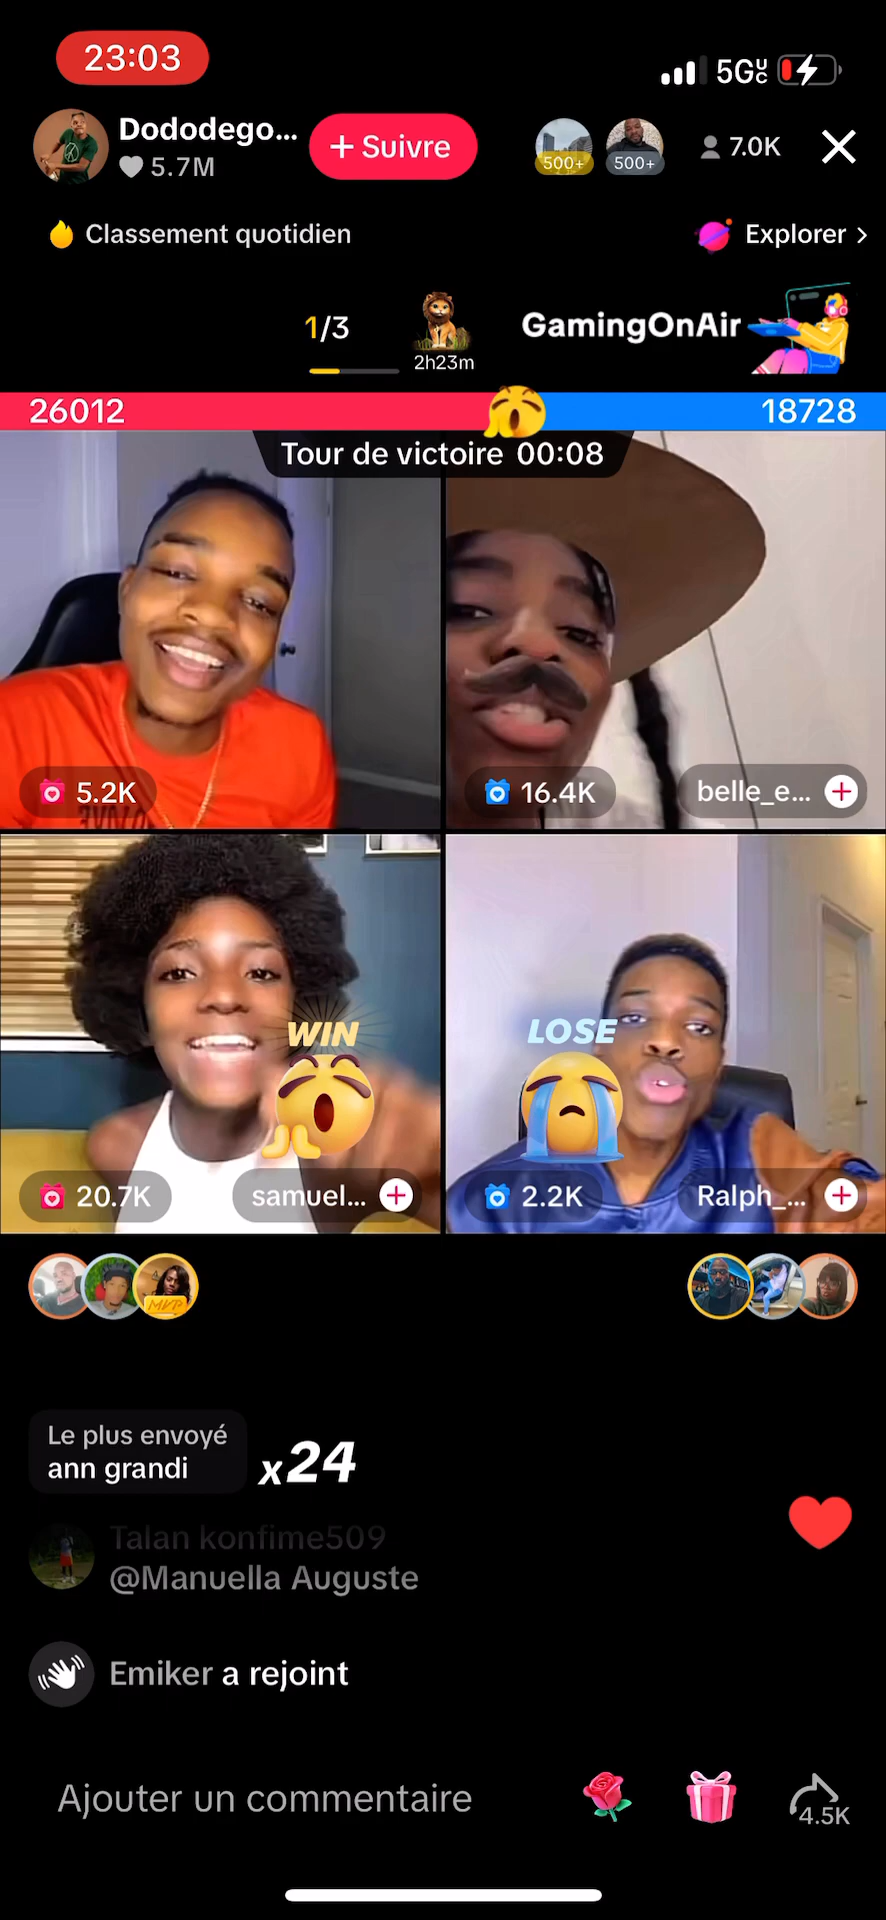 23:03
5G UC
Dododego...
5.7M
+ Suivre
500+
500+
7.0K
Classement quotidien
Explorer >
1/3
2h23m
GamingOnAir
26012
18728
Tour de victoire 00:08
5.2K
16.4K
belle_e...
WIN
LOSE
20.7K
samuel...
2.2K
Ralph_...
MVP
Le plus envoyé
ann grandi
x24
Talan konfime509
@Manuella Auguste
Emiker a rejoint
Ajouter un commentaire
4.5K